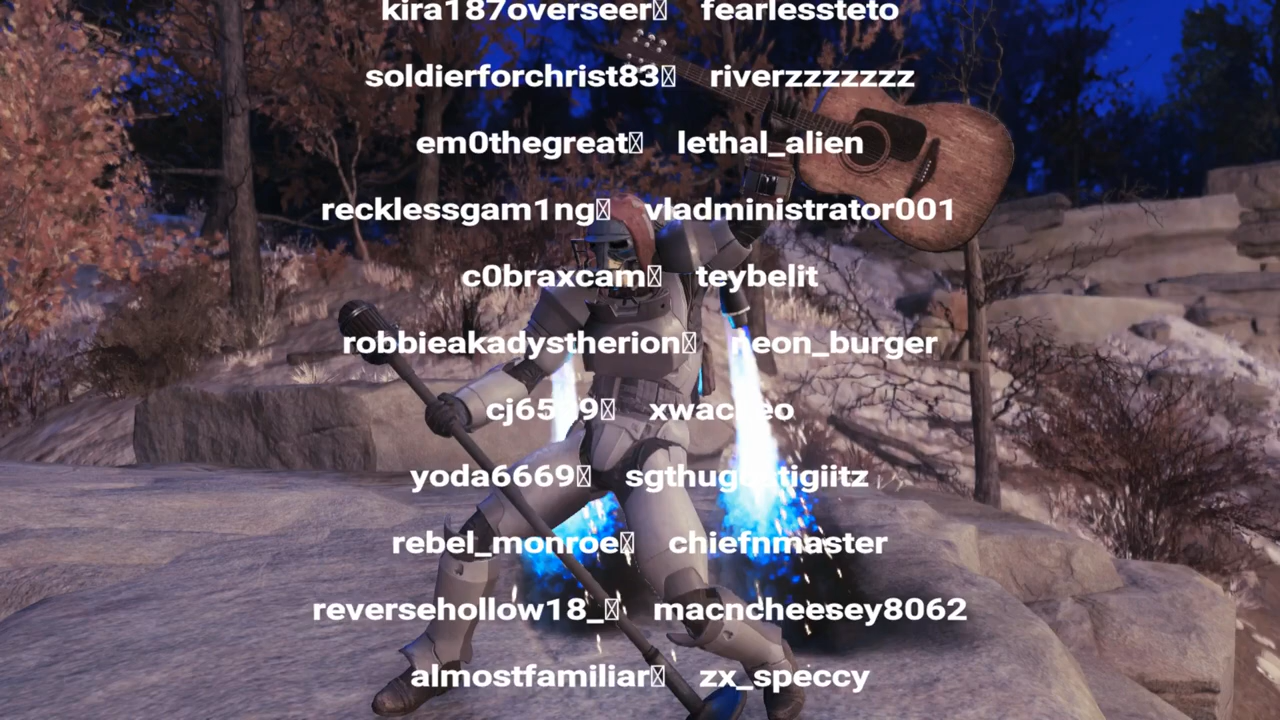 kira187overseer￿ fearlessteto
soldierforchrist83￿ riverzzzzzzz
em0thegreat￿ lethal_alien
recklessgam1ng￿ vladministrator001
c0braxcam￿ teybelit
robbieakadystherion￿ neon_burger
￿
yoda6669￿
rebel_monroe￿ chiefnmaster
reversehollow18_￿ macncheesey8062
almostfamiliar￿ zx_speccy